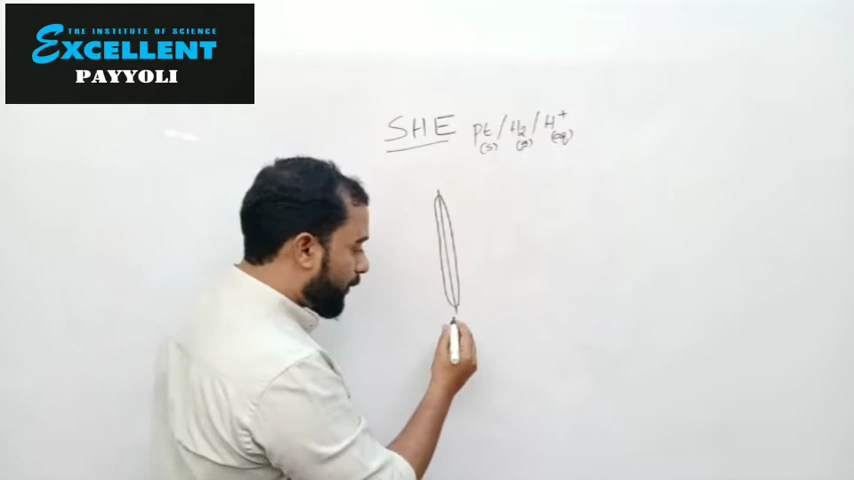 THE INSTITUTE OF SCIENCE
EXCELLENT
PAYYOLI
SHE Pt/H2/H+
(s) (g) (aq)